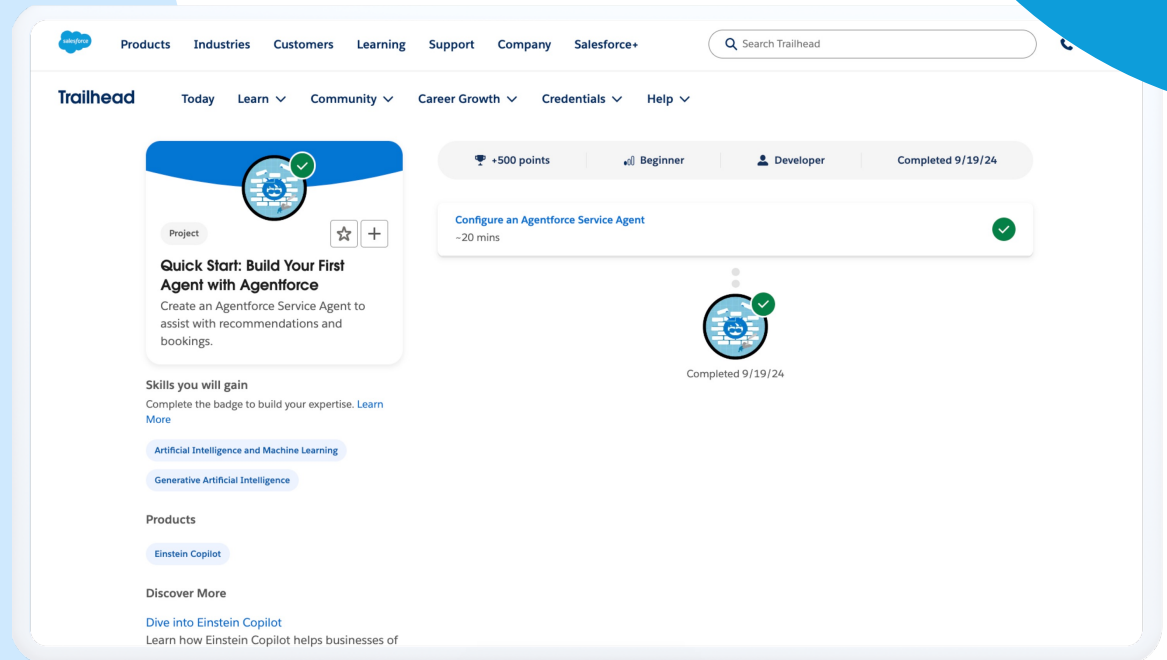 salesforce
Products Industries Customers Learning Support Company Salesforce+
Search Trailhead
Trailhead
Today Learn Community Career Growth Credentials Help
Project
Quick Start: Build Your First
Agent with Agentforce
Create an Agentforce Service Agent to
assist with recommendations and
bookings.
Skills you will gain
Complete the badge to build your expertise. Learn
More
Artificial Intelligence and Machine Learning
Generative Artificial Intelligence
Products
Einstein Copilot
Discover More
Dive into Einstein Copilot
Learn how Einstein Copilot helps businesses of
+500 points
Beginner
Developer
Completed 9/19/24
Configure an Agentforce Service Agent
~20 mins
Completed 9/19/24